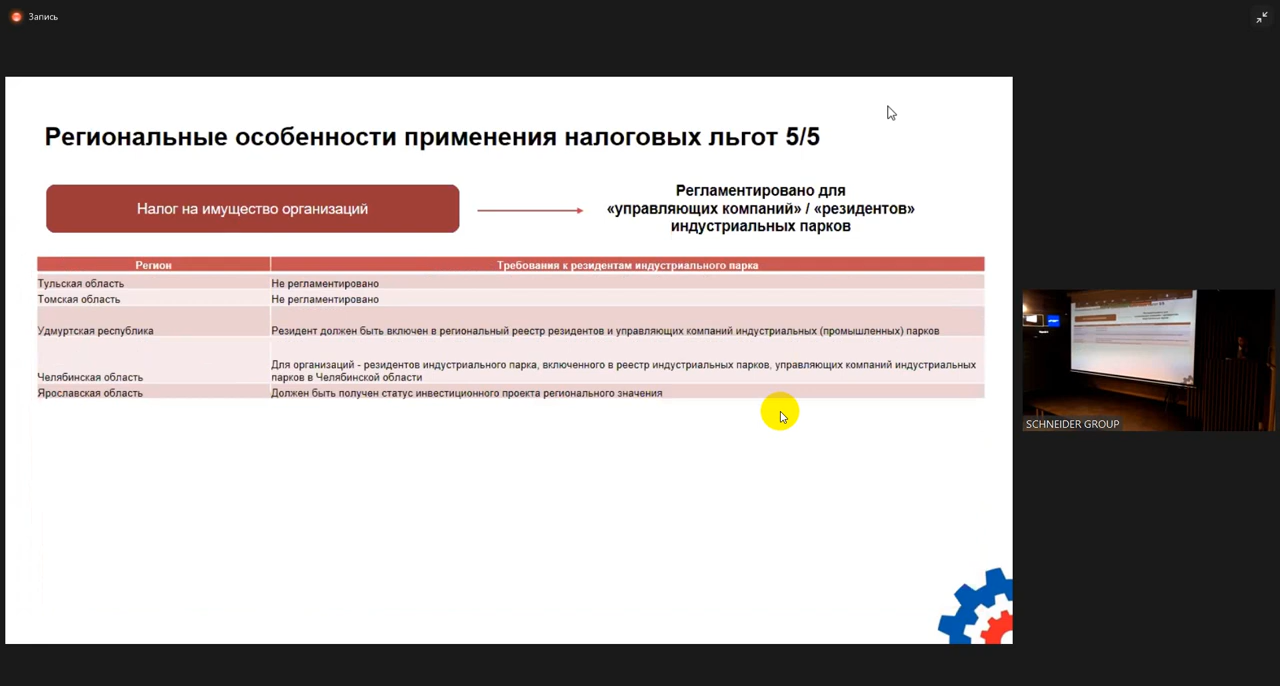 Запись
Региональные особенности применения налоговых льгот 5/5
Налог на имущество организаций
Регламентировано для
«управляющих компаний» / «резидентов»
индустриальных парков
Регион
Требования к резидентам индустриального парка
Тульская область
Не регламентировано
Томская область
Не регламентировано
Удмуртская республика
Резидент должен быть включен в региональный реестр резидентов и управляющих компаний индустриальных (промышленных) парков
Челябинская область
Для организаций - резидентов индустриального парка, включенного в реестр индустриальных парков, управляющих компаний индустриальных
парков в Челябинской области
Ярославская область
Должен быть получен статус инвестиционного проекта регионального значения
SCHNEIDER GROUP